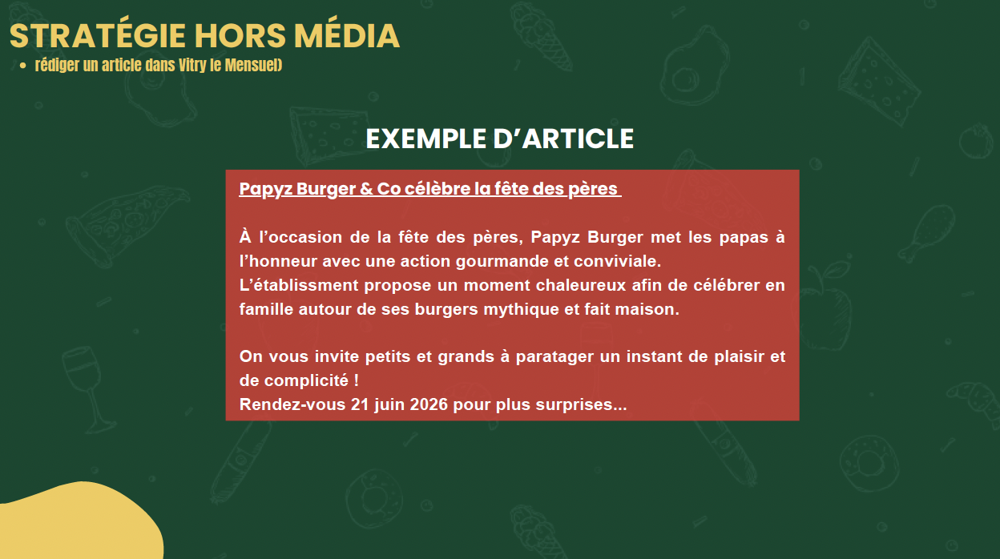 STRATÉGIE HORS MÉDIA
• rédiger un article dans Vitry le Mensuel)
EXEMPLE D’ARTICLE
Papyz Burger & Co célèbre la fête des pères
À l’occasion de la fête des pères, Papyz Burger met les papas à
l’honneur avec une action gourmande et conviviale.
L’établissment propose un moment chaleureux afin de célébrer en
famille autour de ses burgers mythique et fait maison.
On vous invite petits et grands à paratager un instant de plaisir et
de complicité !
Rendez-vous 21 juin 2026 pour plus surprises...